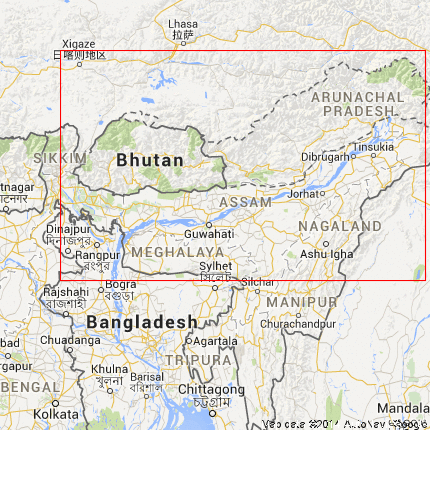 Lhasa
拉萨
Xigaze
日喀则地区
ARUNACHAL
PRADESH
Tinsukia
SIKKIM
Bhutan
Dibrugarh
tnagar
Jorhat
ASSAM
Dinajpur
দিনাজপুর
Guwahati
NAGALAND
Rangpur
রংপুর
MEGHALAYA
Ashu Igha
Sylhet
সিলেট
Silchar
Rajshahi
রাজশাহী
Bogra
বগুড়া
MANIPUR
Bangladesh
Churachandpur
Chuadanga
Agartala
bad
TRIPURA
rgarh
Khulna
খুলনা
Barisal
বরিশাল
BENGAL
Chittagong
চট্টগ্রাম
Kolkata
Mandala